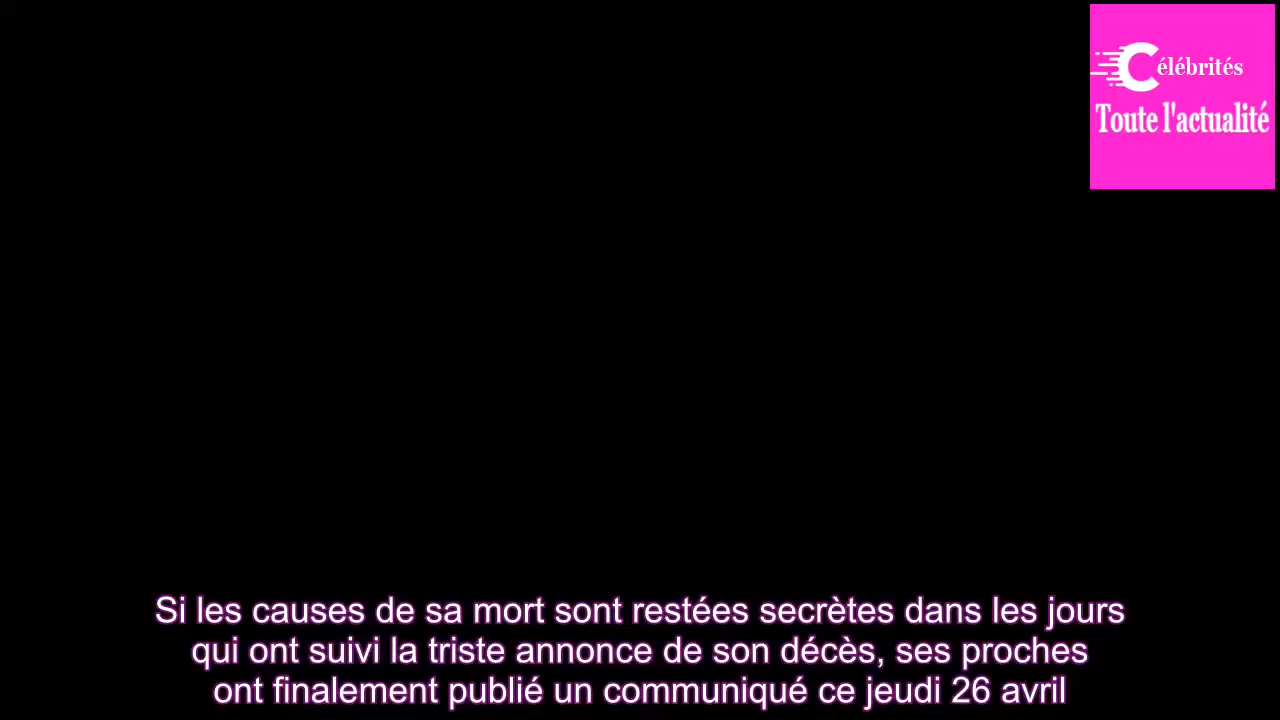 Célébrités
Toute l'actualité
Si les causes de sa mort sont restées secrètes dans les jours
qui ont suivi la triste annonce de son décès, ses proches
ont finalement publié un communiqué ce jeudi 26 avril